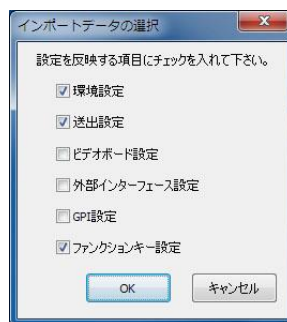 インポートデータの選択
設定を反映する項目にチェックを入れて下さい。
環境設定
送出設定
ビデオボード設定
外部インターフェース設定
GPI設定
ファンクションキー設定
OK
キャンセル